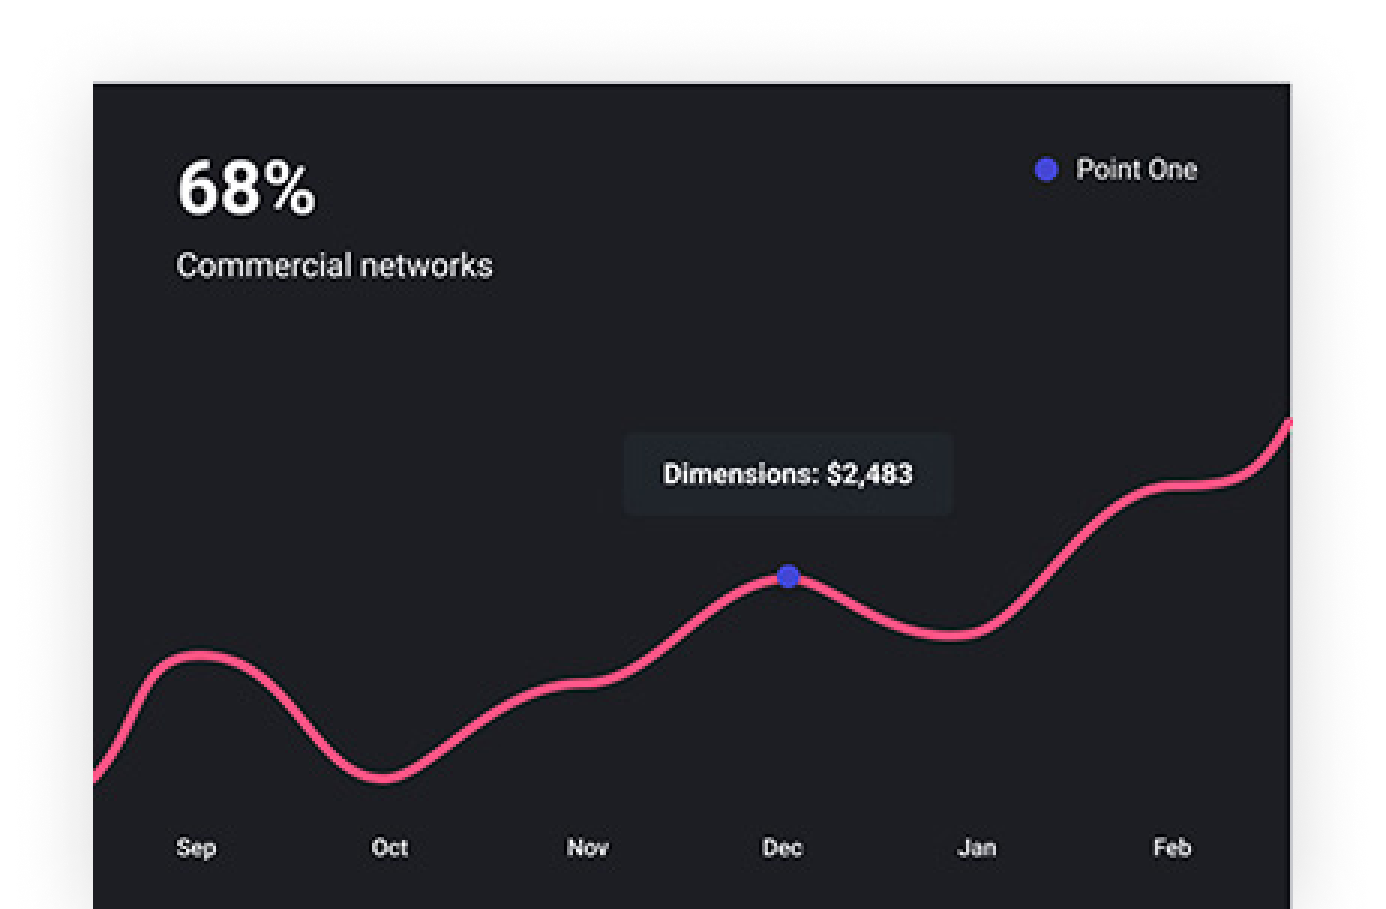 68%
Point One
Commercial networks
Dimensions: $2,483
Sep Oct Nov Dec Jan Feb